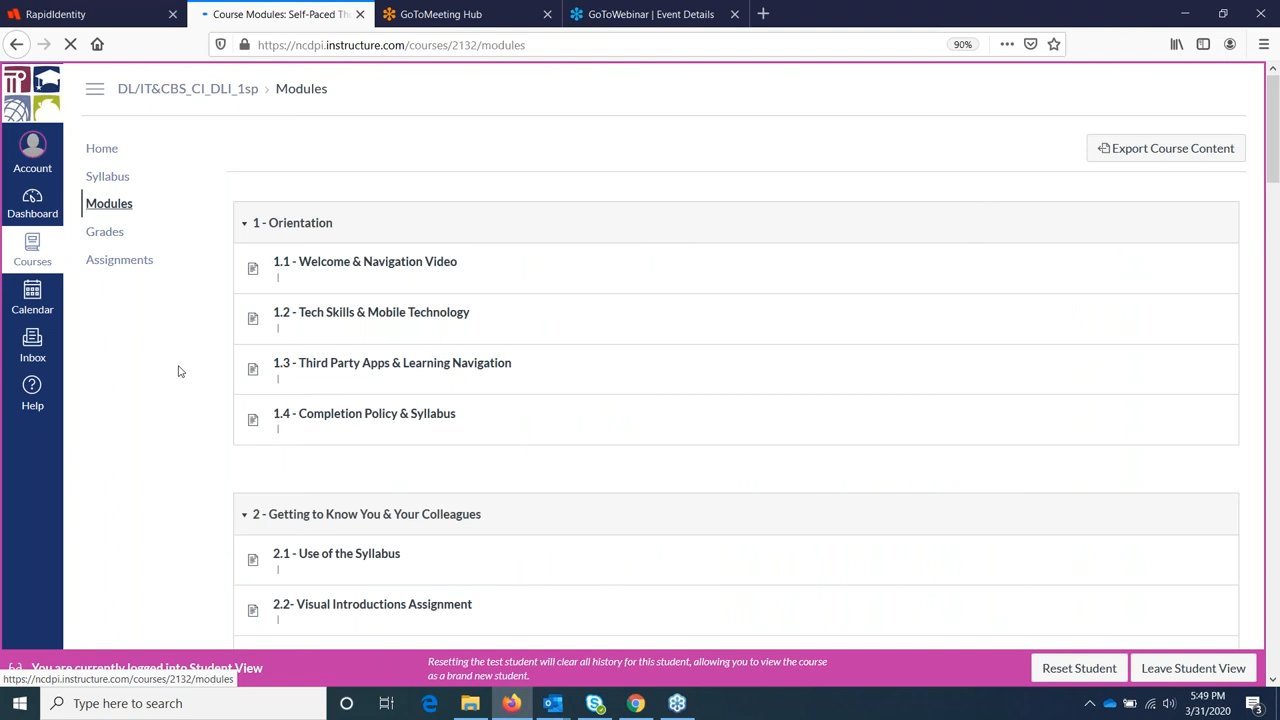 RapidIdentity
Course Modules: Self-Paced Th
GoToMeeting Hub
GoToWebinar | Event Details
https://ncdpi.instructure.com/courses/2132/modules
90%
DL/IT&CBS_CI_DLI_1sp › Modules
Account
Dashboard
Courses
Calendar
Inbox
Help
Home
Syllabus
Modules
Grades
Assignments
Export Course Content
1 - Orientation
1.1 - Welcome & Navigation Video
|
1.2 - Tech Skills & Mobile Technology
|
1.3 - Third Party Apps & Learning Navigation
|
1.4 - Completion Policy & Syllabus
|
2 - Getting to Know You & Your Colleagues
2.1 - Use of the Syllabus
|
2.2- Visual Introductions Assignment
|
You are currently logged into Student View
Resetting the test student will clear all history for this student, allowing you to view the course
as a brand new student.
Reset Student
Leave Student View
https://ncdpi.instructure.com/courses/2132/modules
Type here to search
5:49 PM
3/31/2020
3